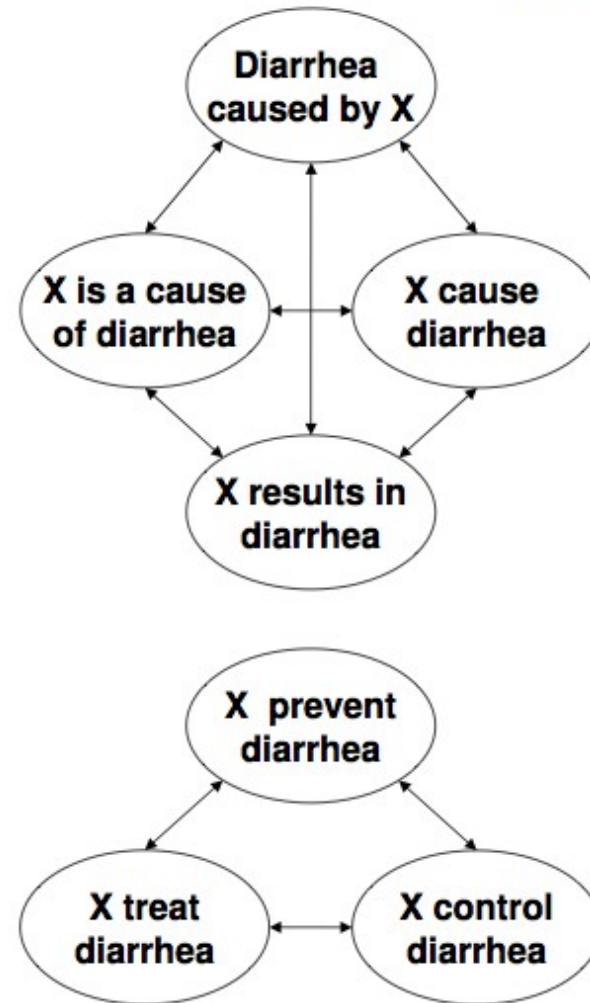 Diarrhea
caused by X
X is a cause
of diarrhea
X cause
diarrhea
X results in
diarrhea
X prevent
diarrhea
X treat
diarrhea
X control
diarrhea